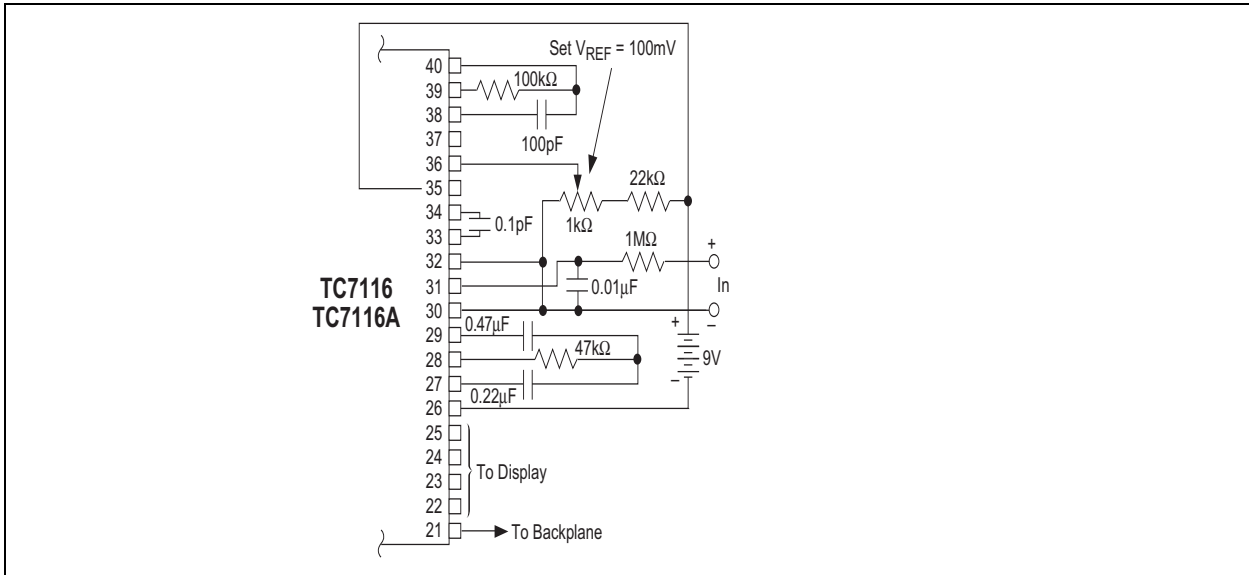 Set VREF = 100mV
40
100kΩ
39
38
100pF
37
36
22kΩ
35
34
0.1pF
1kΩ
33
1MΩ
+
32
31
0.01μF
In
TC7116
TC7116A
30
–
0.47μF
29
+
47kΩ
28
9V
27
–
0.22μF
26
25
24
To Display
23
22
21
To Backplane